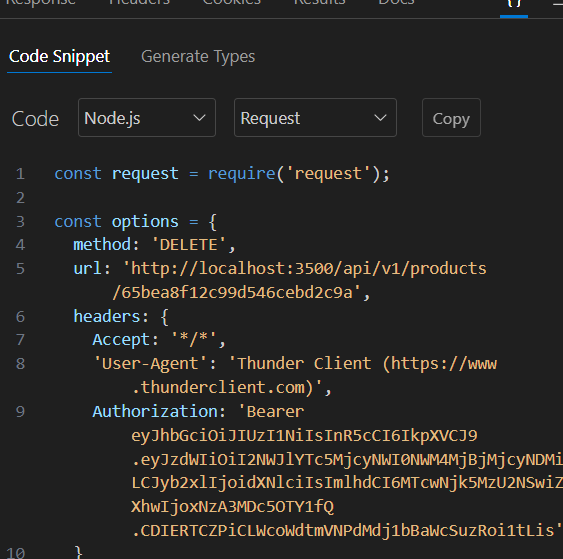 Response Headers Cookies Results Docs {}
Code Snippet Generate Types
Code Node.js Request Copy
1 const request = require('request');
2
3 const options = {
4 method: 'DELETE',
5 url: 'http://localhost:3500/api/v1/products
/65bea8f12c99d546cebd2c9a',
6 headers: {
7 Accept: '*/*',
8 'User-Agent': 'Thunder Client (https://www
.thunderclient.com)',
9 Authorization: 'Bearer
eyJhbGciOiJIUzI1NiIsInR5cCI6IkpXVCJ9
.eyJzdWIiOiI2NWJlYTc5MjcyNWI0NWM4MjBjMjcyNDMi
LCJyb2xlIjoidXNlciIsImlhdCI6MTcwNjk5MzU2NSwiZ
XhwIjoxNzA3MDc5OTY1fQ
.CDIERTCZPiCLWcoWdtmVNPdMdj1bBaWcSuzRoi1tLis'
10 }